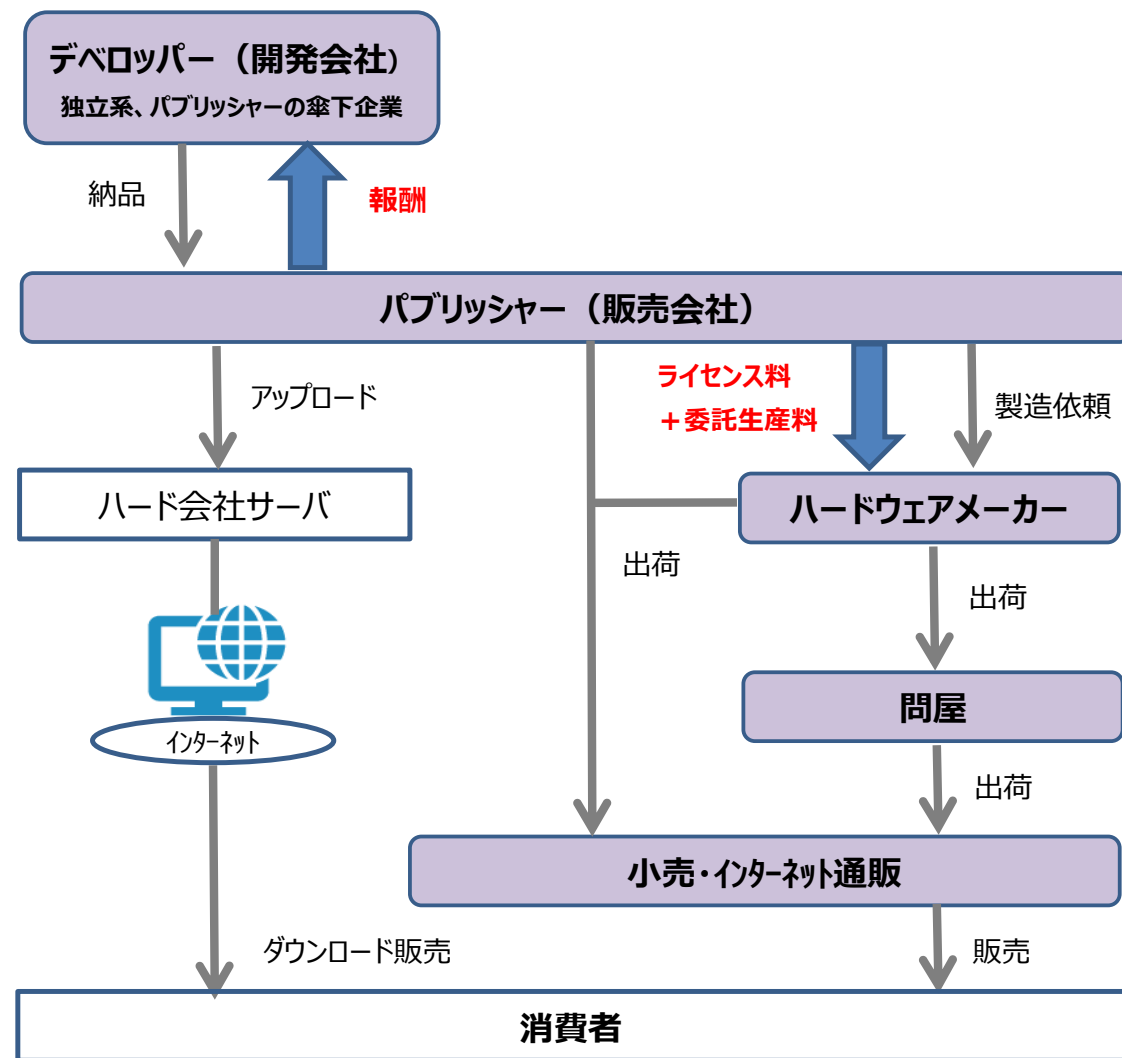 デベロッパー（開発会社）
独立系、パブリッシャーの傘下企業
納品
報酬
パブリッシャー（販売会社）
アップロード
ライセンス料
＋委託生産料
製造依頼
ハード会社サーバ
ハードウェアメーカー
出荷
出荷
問屋
インターネット
出荷
小売・インターネット通販
ダウンロード販売
販売
消費者